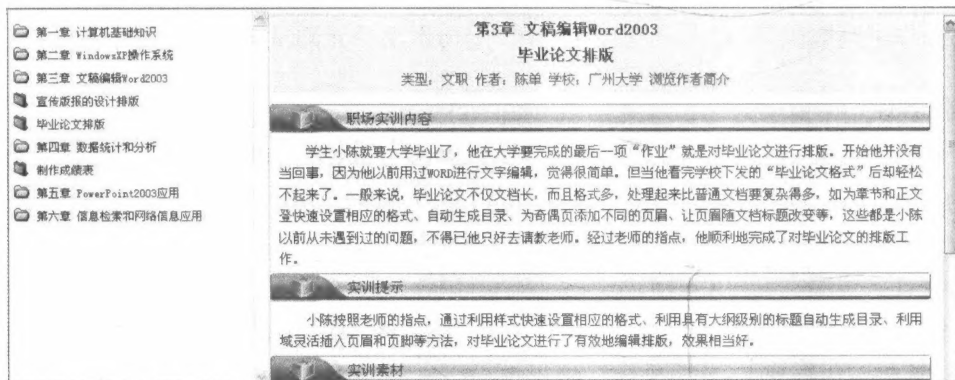 第一章 计算机基础知识
第二章 WindowsXP操作系统
第三章 文稿编辑Word2003
宣传版报的设计排版
毕业论文排版
第四章 数据统计和分析
制作成绩表
第五章 PowerPoint2003应用
第六章 信息检索和网络信息应用
第3章 文稿编辑Word2003
毕业论文排版
类型：文职 作者：陈单 学校：广州大学 浏览作者简介
职场实训内容
学生小陈就要大学毕业了，他在大学要完成的最后一项“作业”就是对毕业论文进行排版。开始他并没有
当回事，因为他以前用过WORD进行文字编辑，觉得很简单。但当他看完学校下发的“毕业论文格式”后却轻松
不起来了。一般来说，毕业论文不仅文档长，而且格式多，处理起来比普通文档要复杂得多，如为章节和正文
登快速设置相应的格式、自动生成目录、为奇偶页添加不同的页眉、让页眉随文档标题改变等，这些都是小陈
以前从未遇到过的问题，不得已他只好去请教老师。经过老师的指点，他顺利地完成了对毕业论文的排版工
作。
实训提示
小陈按照老师的指点，通过利用样式快速设置相应的格式、利用具有大纲级别的标题自动生成目录、利用
域灵活插入页眉和页脚等方法，对毕业论文进行了有效地编辑排版，效果相当好。
实训素材